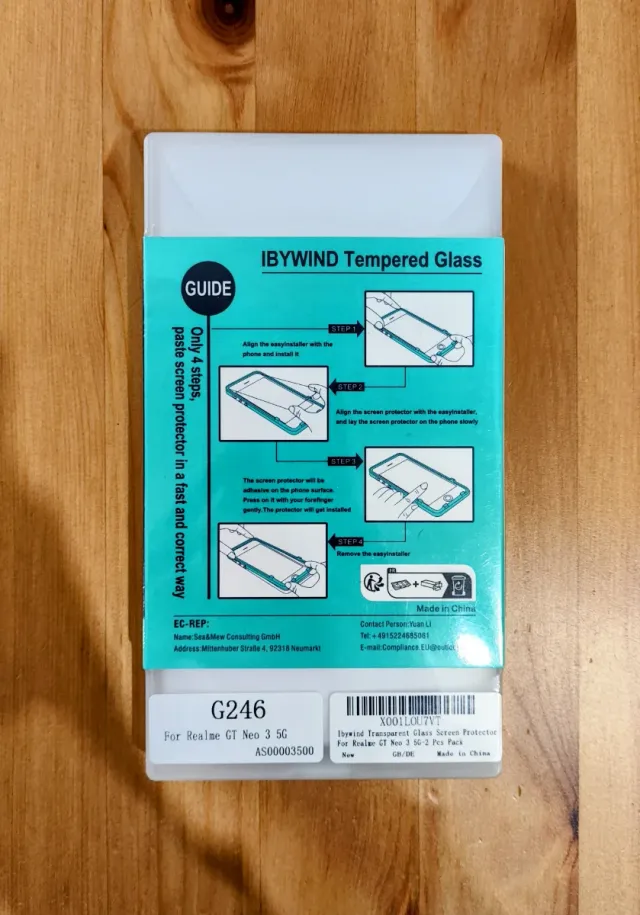 IBYWIND Tempered Glass
GUIDE
Only 4 steps,
paste screen protector in a fast and correct way
STEP 1
Align the easyinstaller with the
phone and install it
STEP 2
Align the screen protector with the easyinstaller,
and lay the screen protector on the phone slowly
STEP 3
The screen protector will be
adhesive on the phone surface.
Press on it with your forefinger
gently.The protector will get installed
STEP 4
Remove the easyinstaller
Made in China
EC-REP:
Name:Sea&Mew Consulting GmbH
Address:Mittenhuber Straße 4, 92318 Neumarkt
Contact Person:Yuan Li
Tel: +4915224685081
E-mail:Compliance.EU@outlo
G246
For Realme GT Neo 3 5G
AS00003500
X001LOU7VT
Ibywind Transparent Glass Screen Protector
For Realme GT Neo 3 5G-2 Pcs Pack
New GB/DE Made in China